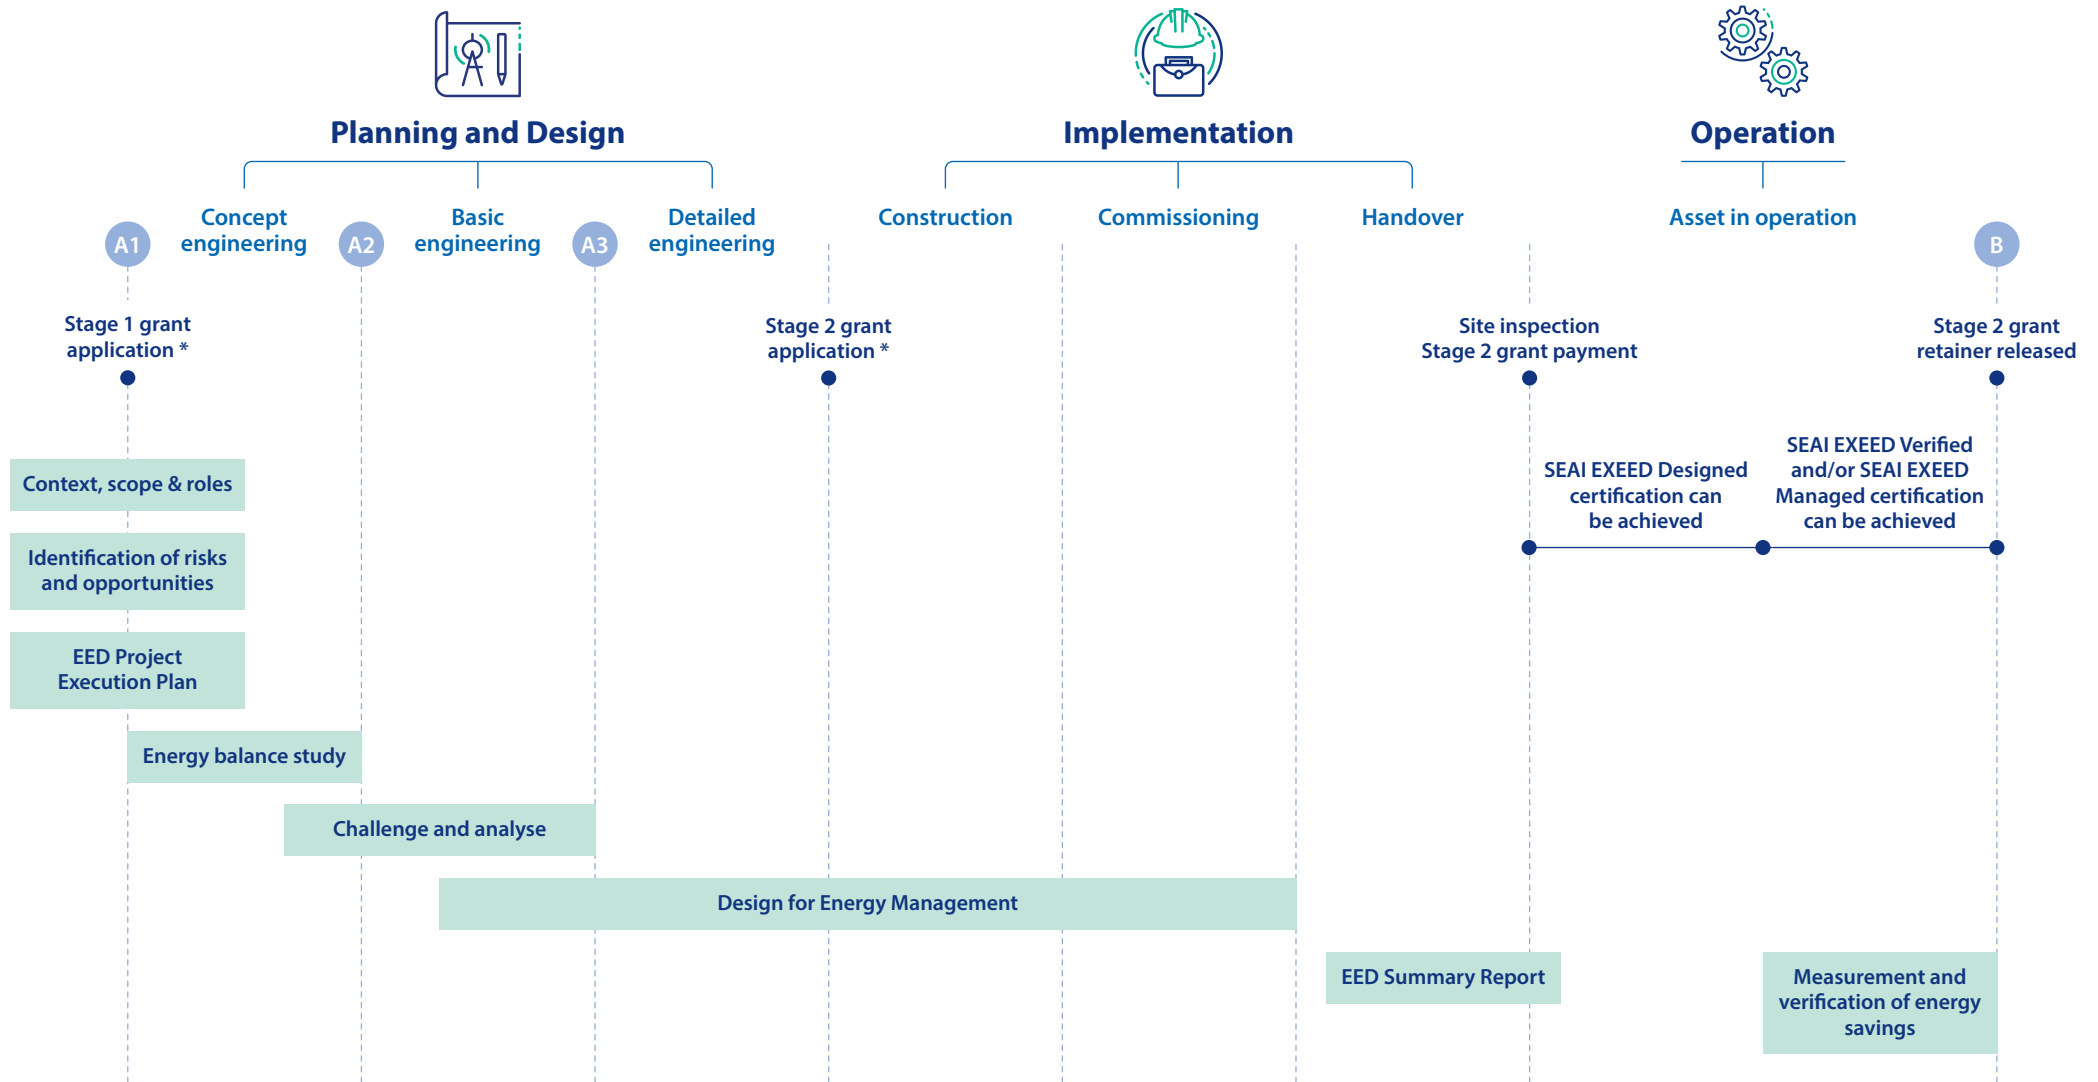 Planning and Design
Implementation
Operation
A1
Concept
engineering
A2
Basic
engineering
A3
Detailed
engineering
Construction
Commissioning
Handover
Asset in operation
B
Stage 1 grant
application *
Stage 2 grant
application *
Site inspection
Stage 2 grant payment
Stage 2 grant
retainer released
SEAI EXEED Designed
certification can
be achieved
SEAI EXEED Verified
and/or SEAI EXEED
Managed certification
can be achieved
Context, scope & roles
Identification of risks
and opportunities
EED Project
Execution Plan
Energy balance study
Challenge and analyse
Design for Energy Management
EED Summary Report
Measurement and
verification of energy
savings